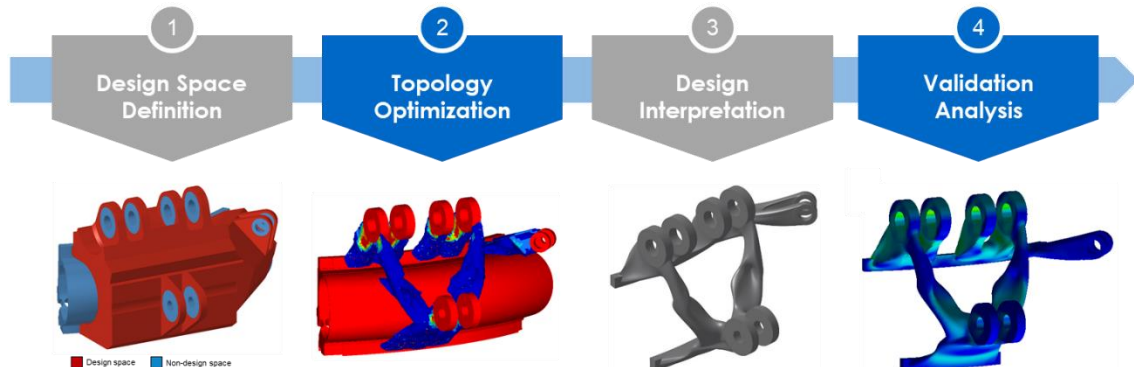 1
Design Space
Definition
2
Topology
Optimization
3
Design
Interpretation
4
Validation
Analysis
Design space
Non-design space